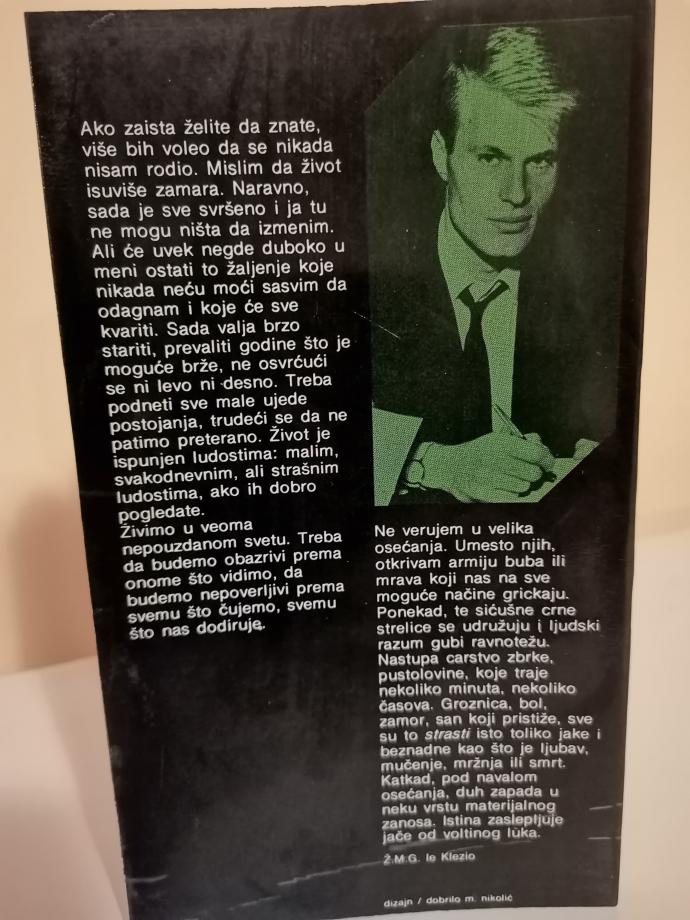 Ako zaista želite da znate,
više bih voleo da se nikada
nisam rodio. Mislim da život
isuviše zamara. Naravno,
sada je sve svršeno i ja tu
ne mogu ništa da izmenim.
Ali će uvek negde duboko u
meni ostati to žaljenje koje
nikada neću moći sasvim da
odagnam i koje će sve
kvariti. Sada valja brzo
stariti, prevaliti godine što je
moguće brže, ne osvrćući
se ni levo ni desno. Treba
podneti sve male ujede
postojanja, trudeći se da ne
patimo preterano. Život je
ispunjen ludostima: malim,
svakodnevnim, ali strašnim
ludostima, ako ih dobro
pogledate.
Živimo u veoma
nepouzdanom svetu. Treba
da budemo obazrivi prema
onome što vidimo, da
budemo nepoverljivi prema
svemu što čujemo, svemu
što nas dodiruje.
Ne verujem u velika
osećanja. Umesto njih,
otkrivam armiju buba ili
mrava koji nas na sve
moguće načine grickaju.
Ponekad, te sićušne crne
strelice se udružuju i ljudski
razum gubi ravnotežu.
Nastupa carstvo zbrke,
pustolovine, koje traje
nekoliko minuta, nekoliko
časova. Groznica, bol,
zamor, san koji pristiže, sve
su to strasti isto toliko jake i
beznadne kao što je ljubav,
mučenje, mržnja ili smrt.
Katkad, pod navalom
osećanja, duh zapada u
neku vrstu materijalnog
zanosa. Istina zaslepljuje
jače od voltinog luka.
Ž.M.G. le Klezio
dizajn / dobrilo m. nikolić